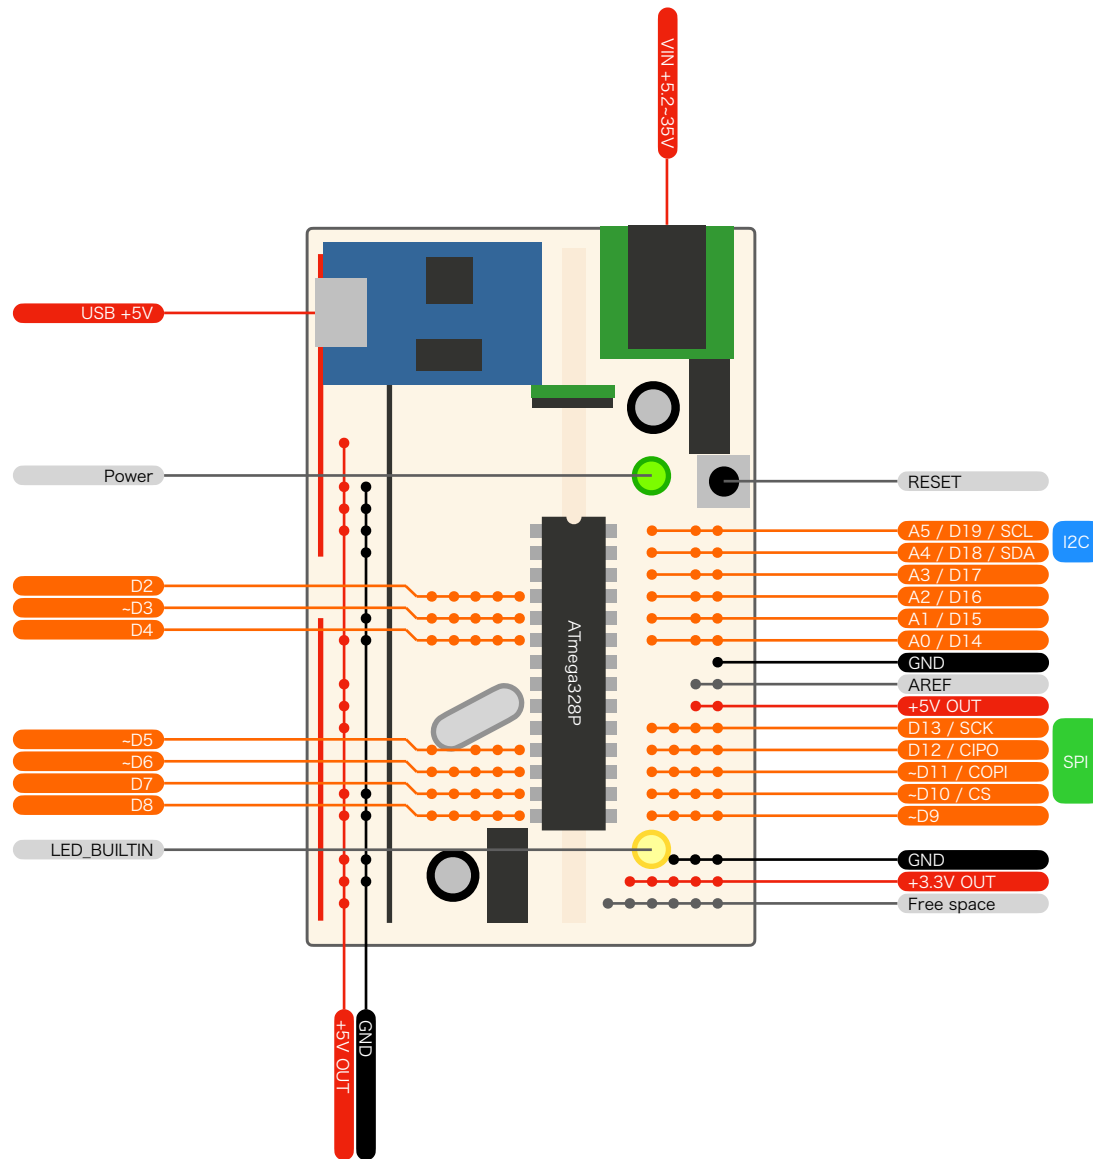 VIN +5.2~35V
USB +5V
Power
RESET
A5 / D19 / SCL
A4 / D18 / SDA
I2C
A3 / D17
D2
A2 / D16
~D3
A1 / D15
D4
A0 / D14
ATmega328P
GND
AREF
+5V OUT
D13 / SCK
~D5
D12 / CIPO
~D6
~D11 / COPI
SPI
D7
~D10 / CS
D8
~D9
LED_BUILTIN
GND
+3.3V OUT
Free space
+5V OUT
GND